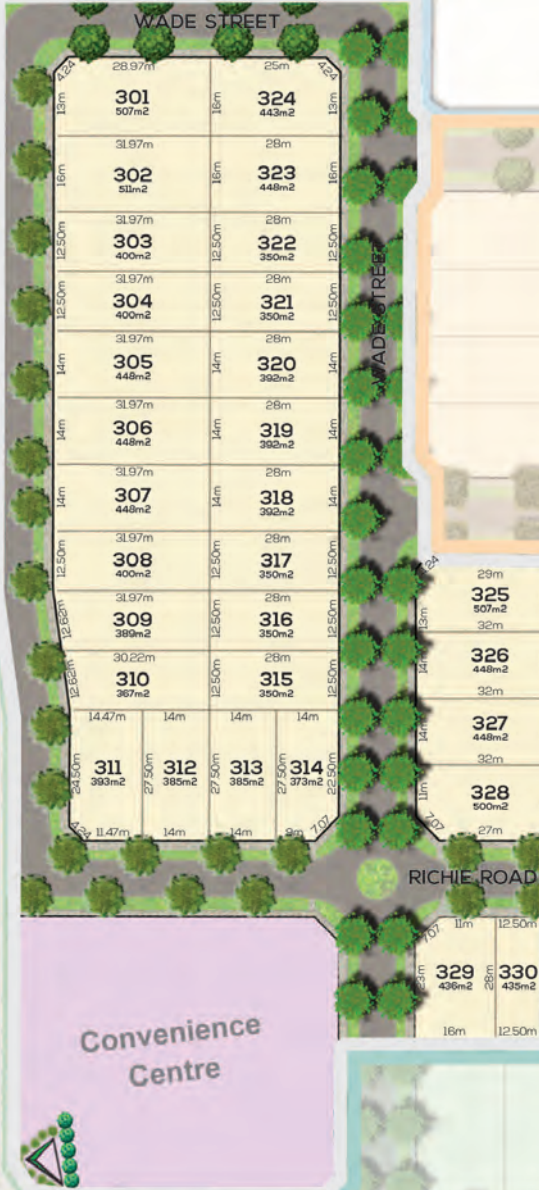 WADE STREET
4.24
28.97m
25m
4.24
13m
301
507m2
16m
324
443m2
13m
31.97m
28m
16m
302
511m2
16m
323
448m2
16m
31.97m
28m
12.50m
303
400m2
12.50m
322
350m2
12.50m
31.97m
28m
12.50m
304
400m2
12.50m
321
350m2
12.50m
WADE STREET
31.97m
28m
14m
305
448m2
14m
320
392m2
14m
31.97m
28m
14m
306
448m2
14m
319
392m2
14m
31.97m
28m
14m
307
448m2
14m
318
392m2
14m
31.97m
28m
12.50m
308
400m2
12.50m
317
350m2
12.50m
31.97m
28m
12.62m
309
389m2
12.50m
316
350m2
12.50m
30.22m
28m
12.62m
310
367m2
12.50m
315
350m2
12.50m
14.47m
14m
14m
14m
24.50m
311
393m2
27.50m
312
385m2
27.50m
313
385m2
27.50m
314
373m2
22.50m
4.24
11.47m
14m
14m
9m
7.07
29m
13m
325
507m2
32m
14m
326
448m2
32m
14m
327
448m2
32m
11m
328
500m2
7.07
27m
RICHIE ROAD
7.07
11m
12.50m
23m
329
436m2
28m
330
435m2
16m
12.50m
Convenience
Centre